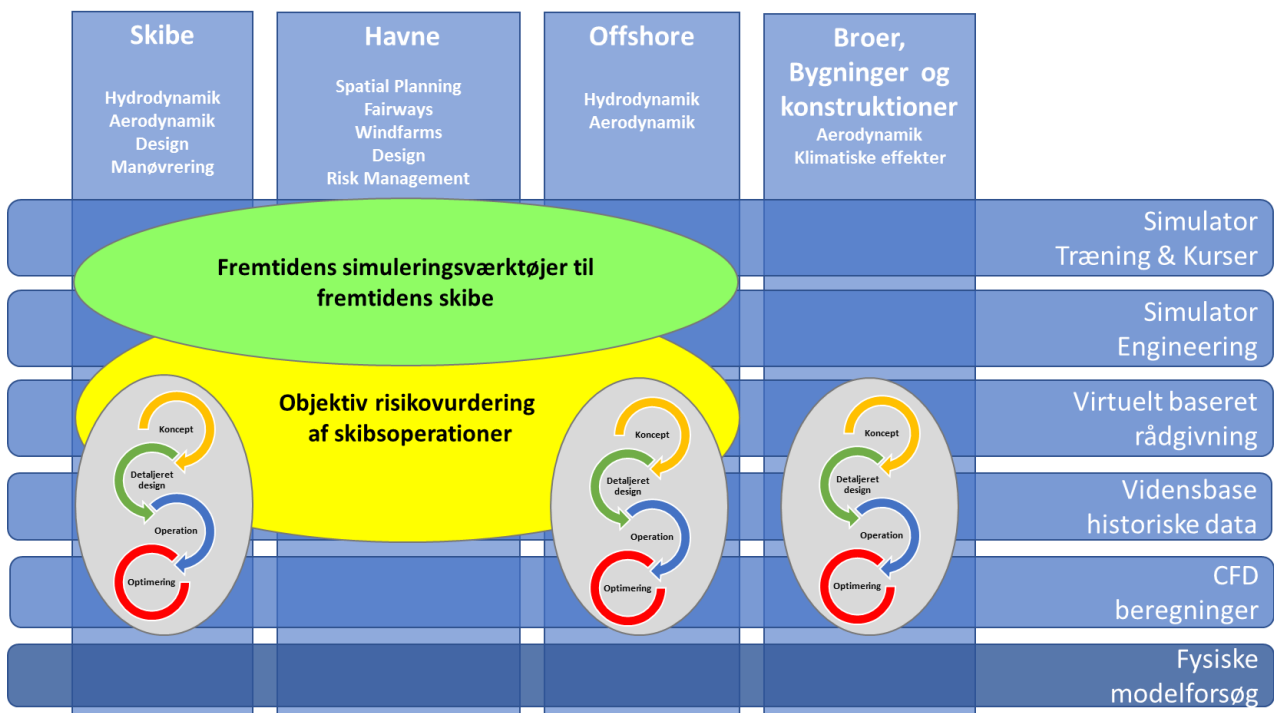 Skibe
Hydrodynamik
Aerodynamik
Design
Manøvrering
Havne
Spatial Planning
Fairways
Windfarms
Design
Risk Management
Offshore
Hydrodynamik
Aerodynamik
Broer,
Bygninger og
konstruktioner
Aerodynamik
Klimatiske effekter
Simulator
Træning & Kurser
Simulator
Engineering
Virtuelt baseret
rådgivning
Vidensbase
historiske data
CFD
beregninger
Fysiske
modelforsøg
Fremtidens simuleringsværktøjer til
fremtidens skibe
Objektiv risikovurdering
af skibsoperationer
Koncept
Detaljeret
design
Operation
Optimering
Koncept
Detaljeret
design
Operation
Optimering
Koncept
Detaljeret
design
Operation
Optimering